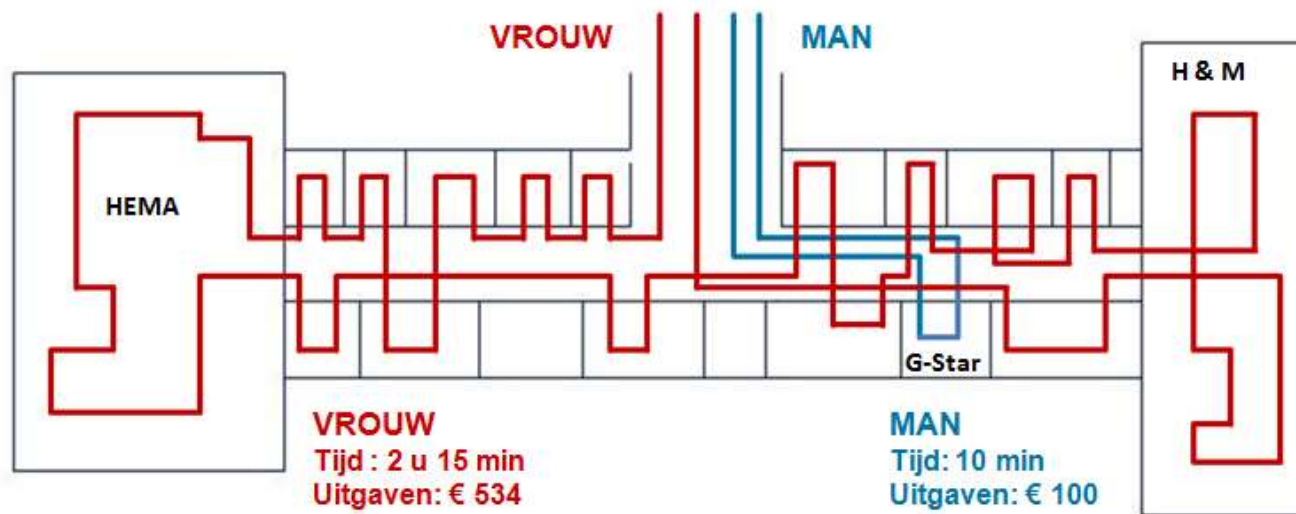 VROUW
MAN
H & M
HEMA
G-Star
VROUW
Tijd : 2 u 15 min
Uitgaven: € 534
MAN
Tijd: 10 min
Uitgaven: € 100